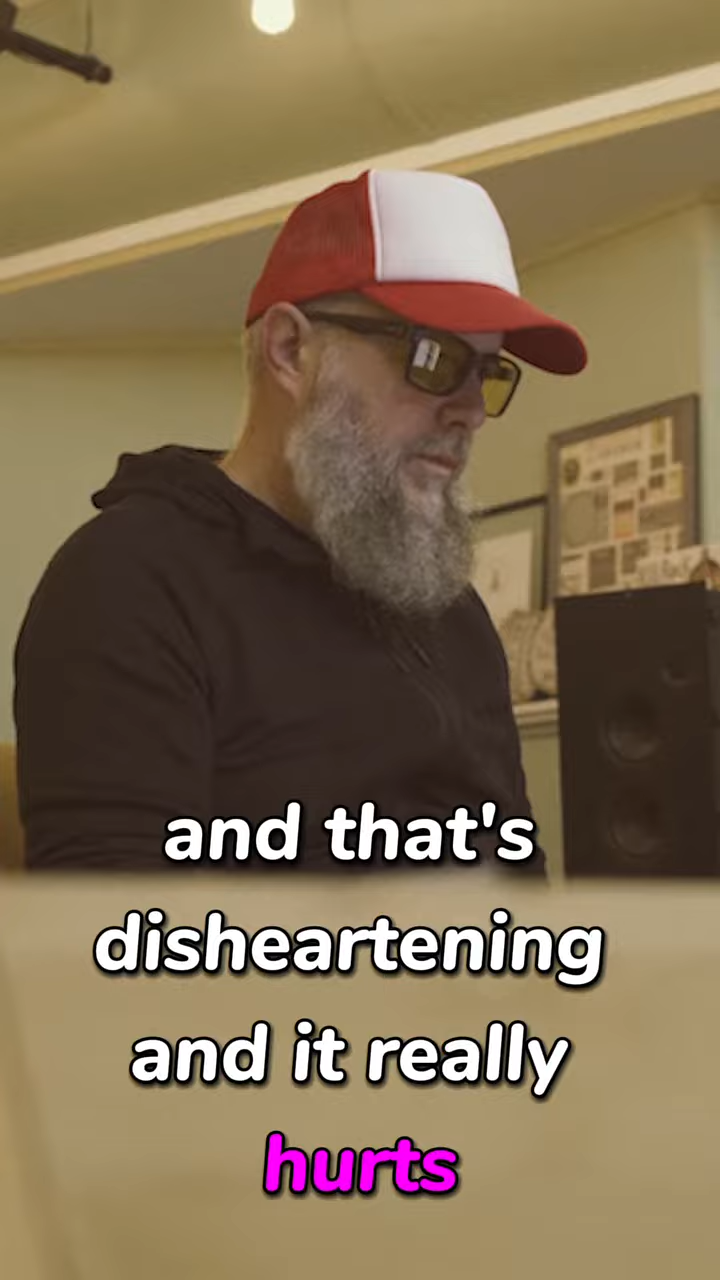 and that's
disheartening
and it really
hurts